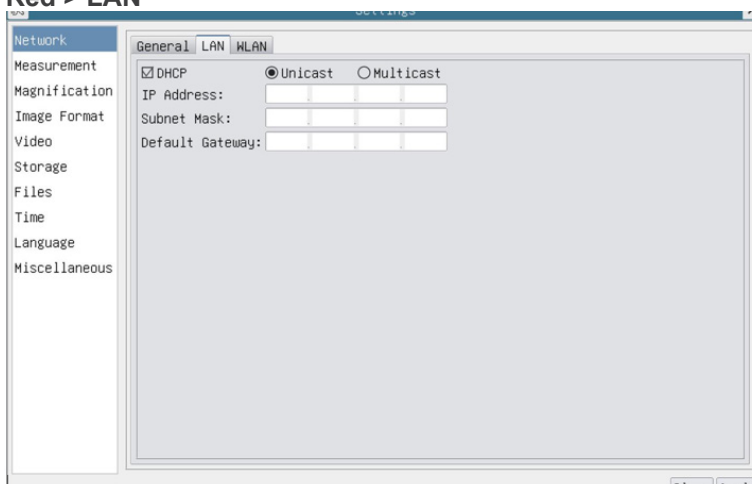 Red > LAN
Settings
Network
Measurement
Magnification
Image Format
Video
Storage
Files
Time
Language
Miscellaneous
General LAN WLAN
DHCP Unicast Multicast
IP Address:
Subnet Mask:
Default Gateway: